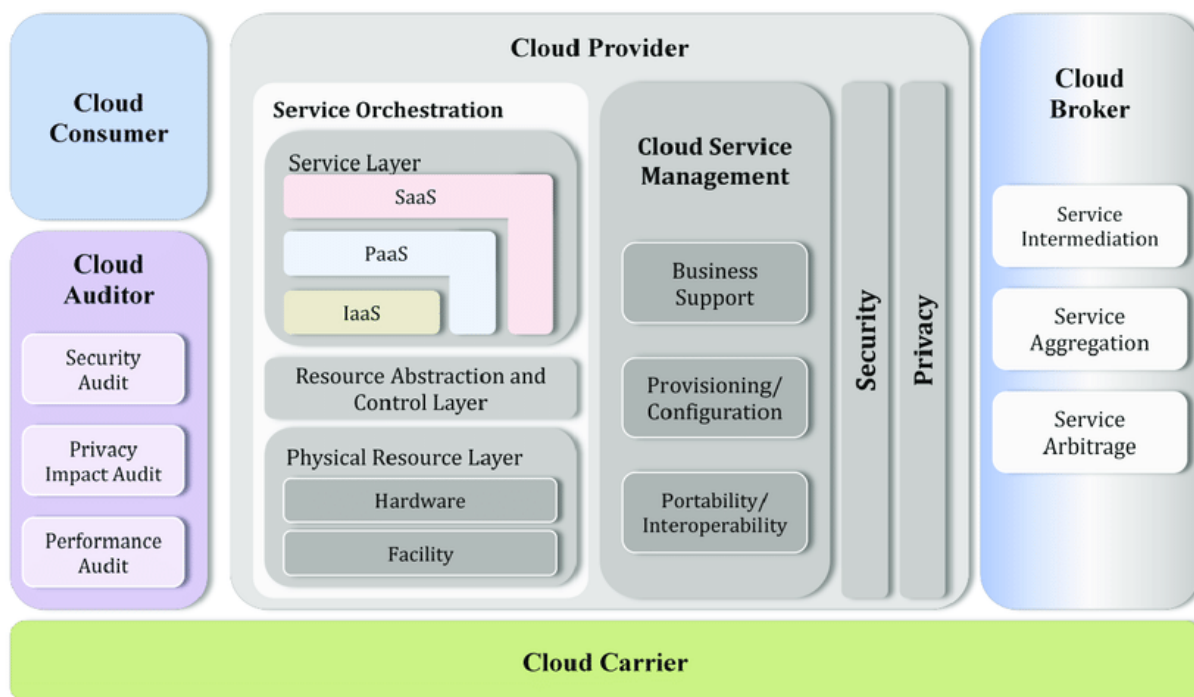 Cloud
Consumer
Cloud
Auditor
Security
Audit
Privacy
Impact Audit
Performance
Audit
Cloud Provider
Service Orchestration
Service Layer
SaaS
PaaS
IaaS
Resource Abstraction and
Control Layer
Physical Resource Layer
Hardware
Facility
Cloud Service
Management
Business
Support
Provisioning/
Configuration
Portability/
Interoperability
Security
Privacy
Cloud
Broker
Service
Intermediation
Service
Aggregation
Service
Arbitrage
Cloud Carrier